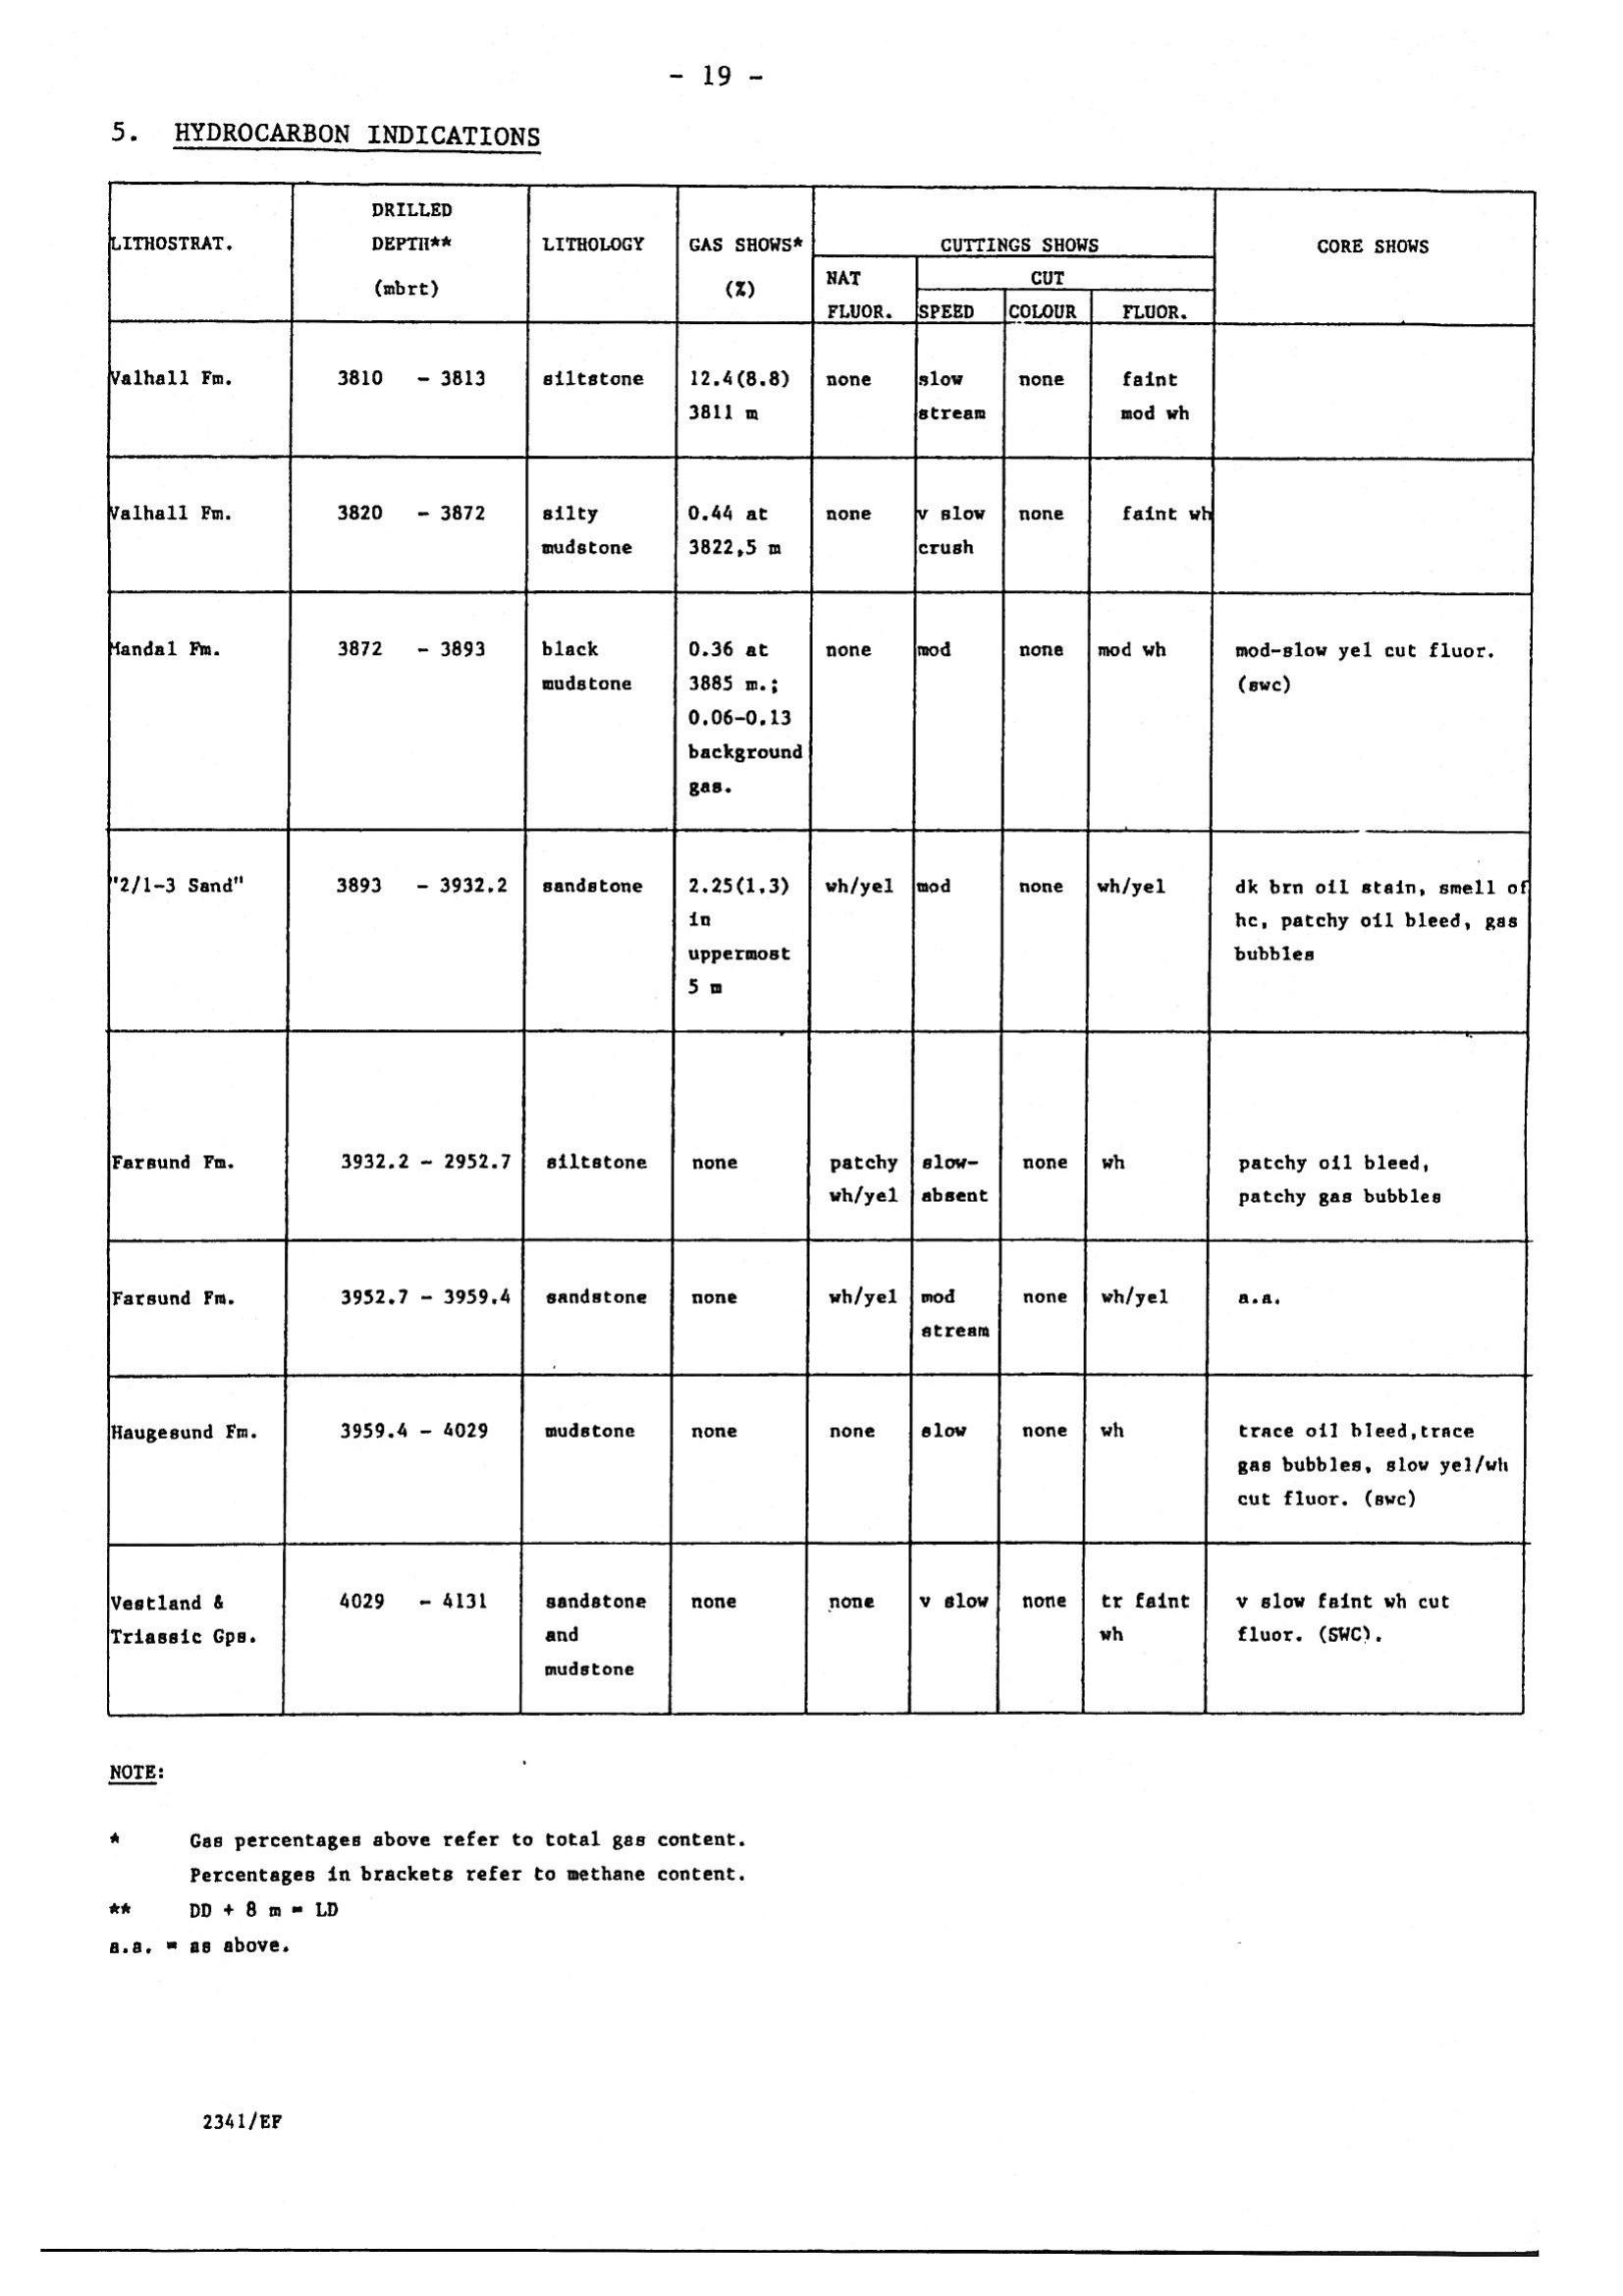 - 19 -
5. HYDROCARBON INDICATIONS
DRILLED
LITHOSTRAT. DEPTH** LITHOLOGY GAS SHOWS* CUTTINGS SHOWS CORE SHOWS
(mbrt) (%) NAT CUT
FLUOR. SPEED COLOUR FLUOR.
Valhall Fm. 3810 - 3813 siltstone 12.4(8.8) none slow none faint
3811 m stream mod wh
Valhall Fm. 3820 - 3872 silty 0.44 at none v slow none faint wh
mudstone 3822,5 m crush
Mandal Fm. 3872 - 3893 black 0.36 at none mod none mod wh mod-slow yel cut fluor.
mudstone 3885 m.; (swc)
0.06-0.13
background
gas.
"2/1-3 Sand" 3893 - 3932.2 sandstone 2.25(1.3) wh/yel mod none wh/yel dk brn oil stain, smell of
in hc, patchy oil bleed, gas
uppermost bubbles
5 m
Farsund Fm. 3932.2 - 2952.7 siltstone none patchy slow- none wh patchy oil bleed,
wh/yel absent patchy gas bubbles
Farsund Fm. 3952.7 - 3959.4 sandstone none wh/yel mod none wh/yel a.a.
stream
Haugesund Fm. 3959.4 - 4029 mudstone none none slow none wh trace oil bleed,trace
gas bubbles, slow yel/wh
cut fluor. (swc)
Vestland & 4029 - 4131 sandstone none none v slow none tr faint v slow faint wh cut
Triassic Gps. and wh fluor. (SWC).
mudstone
NOTE:
* Gas percentages above refer to total gas content.
Percentages in brackets refer to methane content.
** DD + 8 m = LD
a.a. = as above.
2341/EF